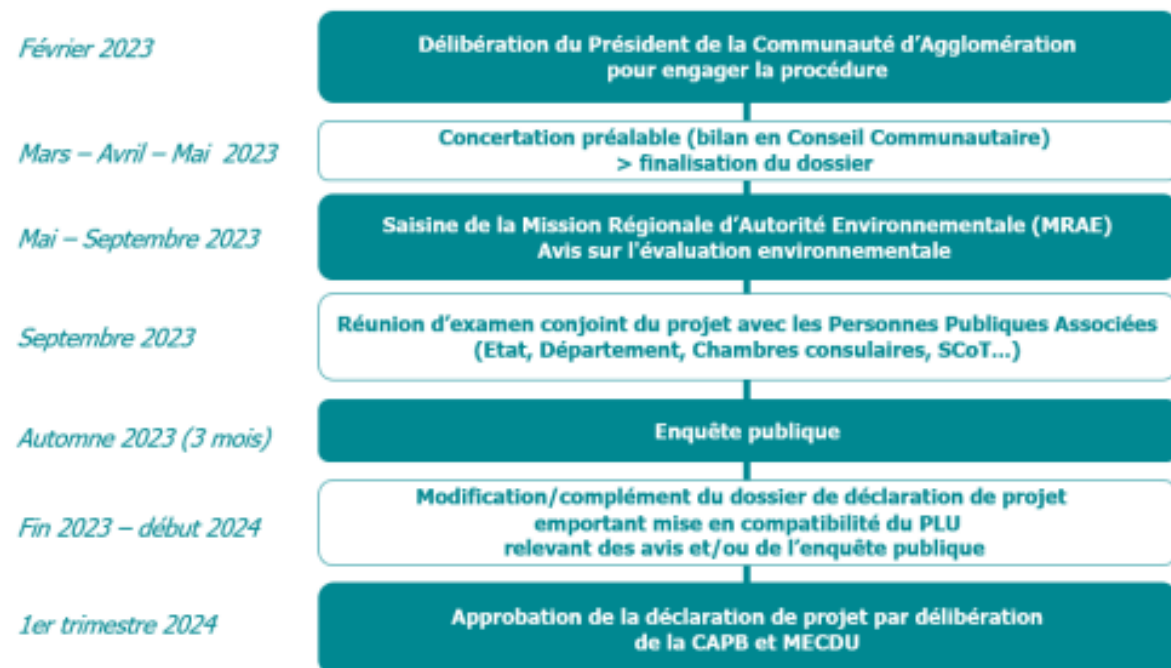 Février 2023
Délibération du Président de la Communauté d'Agglomération
pour engager la procédure
Mars – Avril – Mai 2023
Concertation préalable (bilan en Conseil Communautaire)
> finalisation du dossier
Mai – Septembre 2023
Saisine de la Mission Régionale d'Autorité Environnementale (MRAE)
Avis sur l'évaluation environnementale
Septembre 2023
Réunion d'examen conjoint du projet avec les Personnes Publiques Associées
(Etat, Département, Chambres consulaires, SCoT...)
Automne 2023 (3 mois)
Enquête publique
Fin 2023 – début 2024
Modification/complément du dossier de déclaration de projet
emportant mise en compatibilité du PLU
relevant des avis et/ou de l'enquête publique
1er trimestre 2024
Approbation de la déclaration de projet par délibération
de la CAPB et MECDU